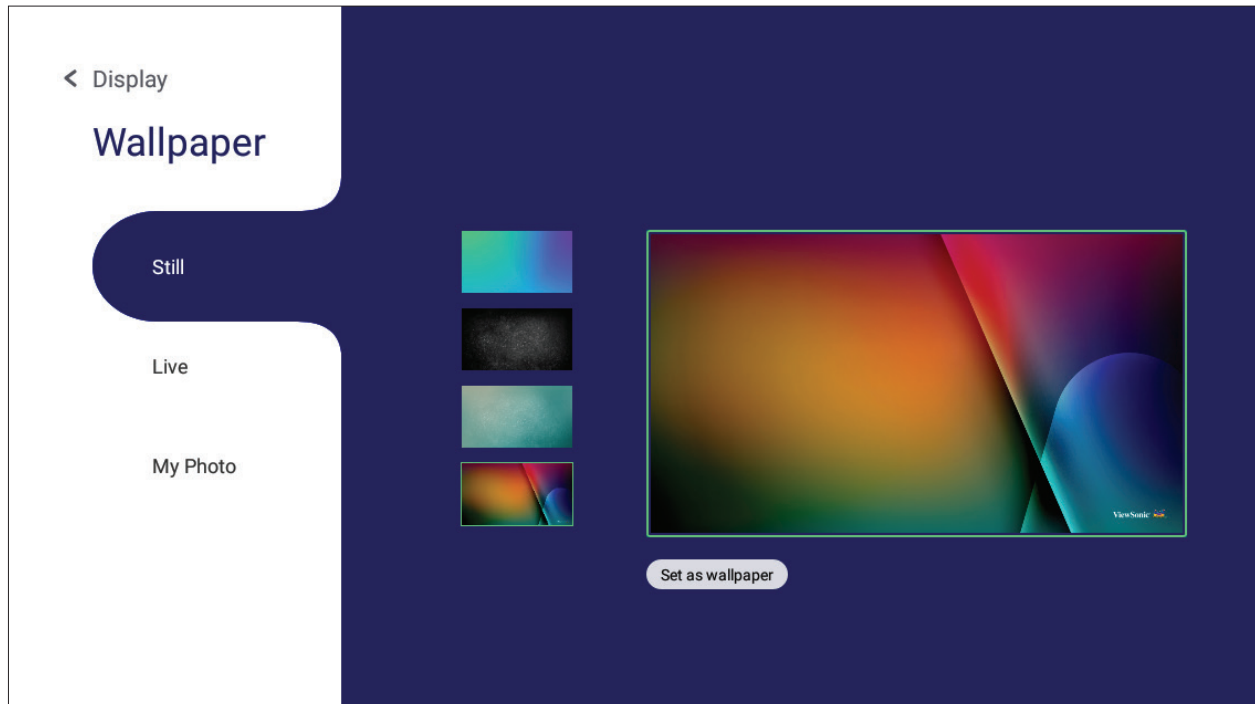 Display
Wallpaper
Still
Live
My Photo
ViewSonic
Set as wallpaper